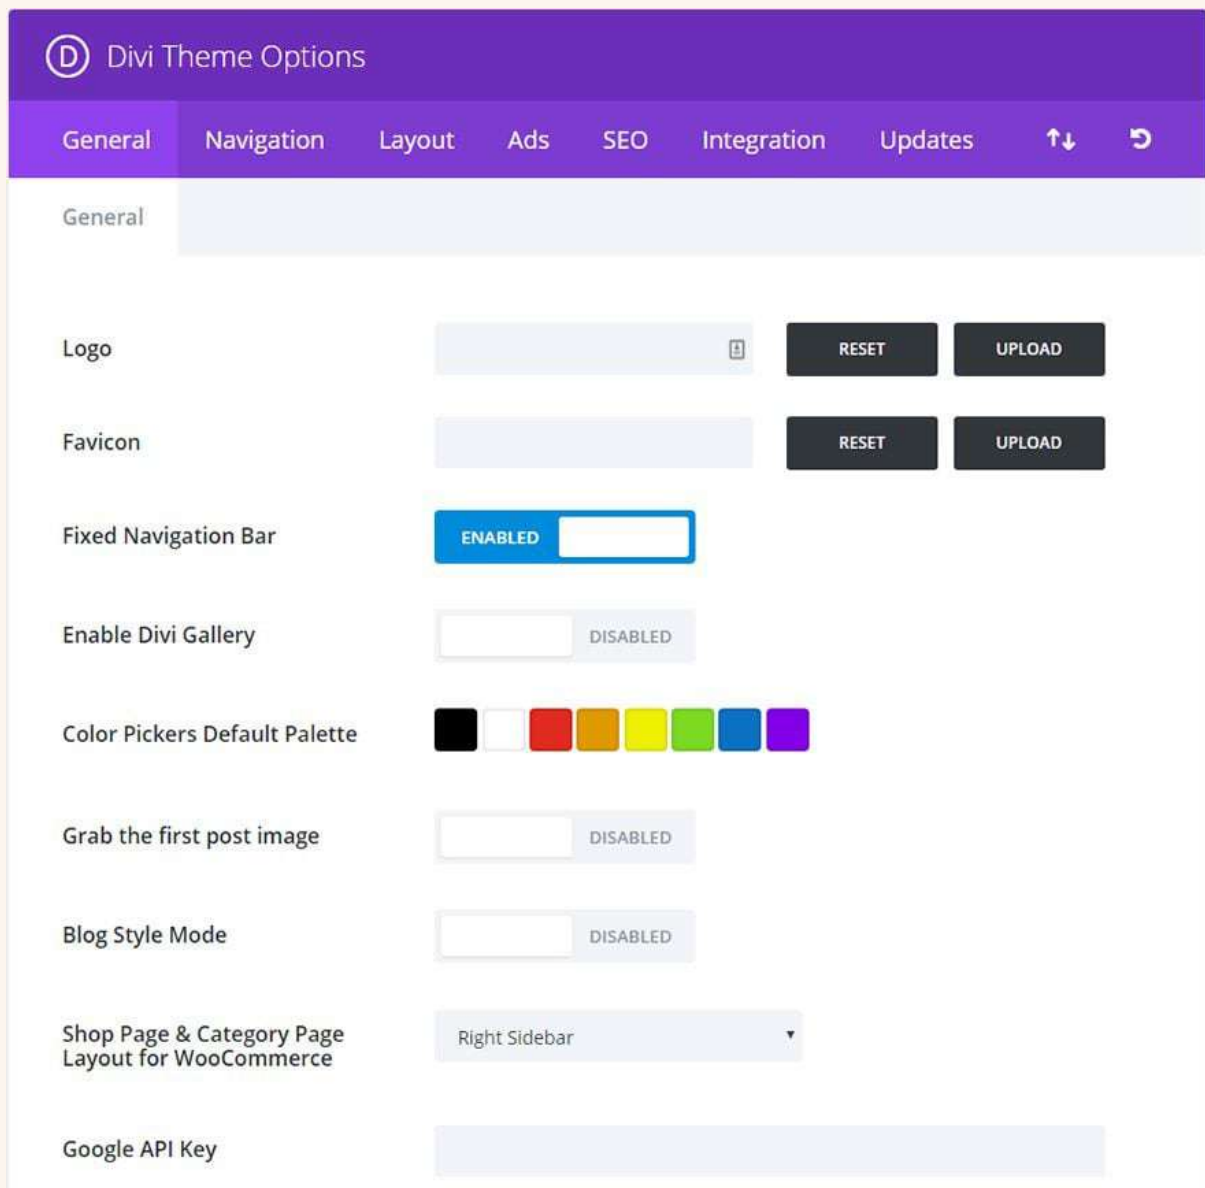 D Divi Theme Options
General Navigation Layout Ads SEO Integration Updates
General
Logo RESET UPLOAD
Favicon RESET UPLOAD
Fixed Navigation Bar ENABLED
Enable Divi Gallery DISABLED
Color Pickers Default Palette
Grab the first post image DISABLED
Blog Style Mode DISABLED
Shop Page & Category Page
Layout for WooCommerce
Right Sidebar
Google API Key